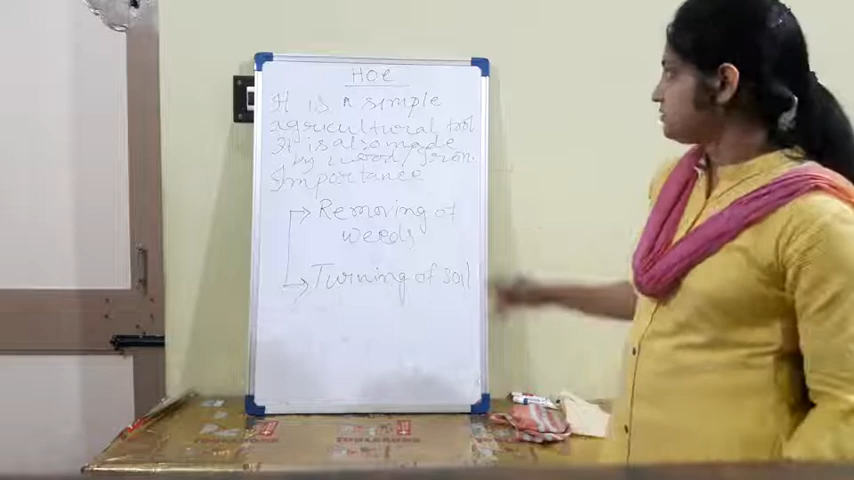 HOE
It is A simple
agricultural tool.
It is also made
by wood/Iron.
Importance
Removing of
weeds
Turning of soil